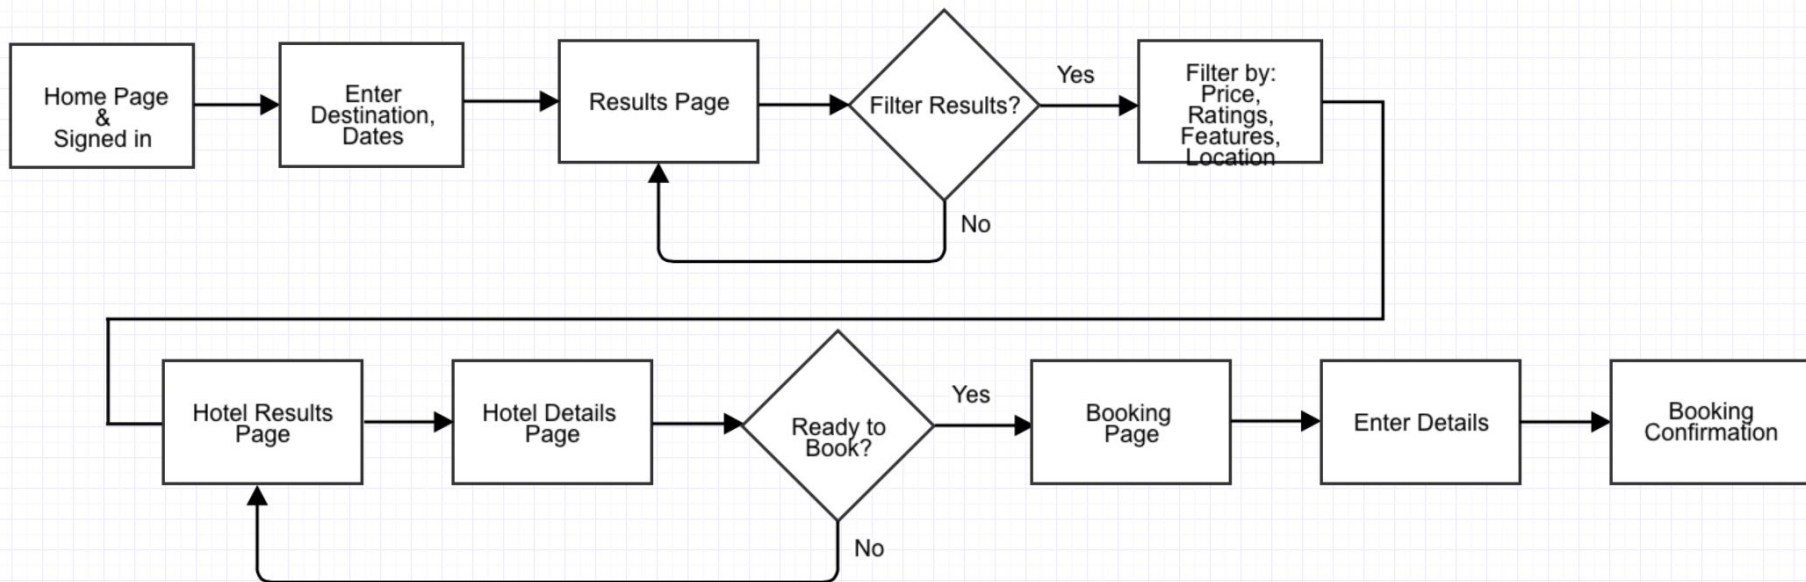 Home Page
&
Signed in
Enter
Destination,
Dates
Results Page
Filter Results?
Yes
No
Filter by:
Price,
Ratings,
Features,
Location
Hotel Results
Page
Hotel Details
Page
Ready to
Book?
Yes
No
Booking
Page
Enter Details
Booking
Confirmation